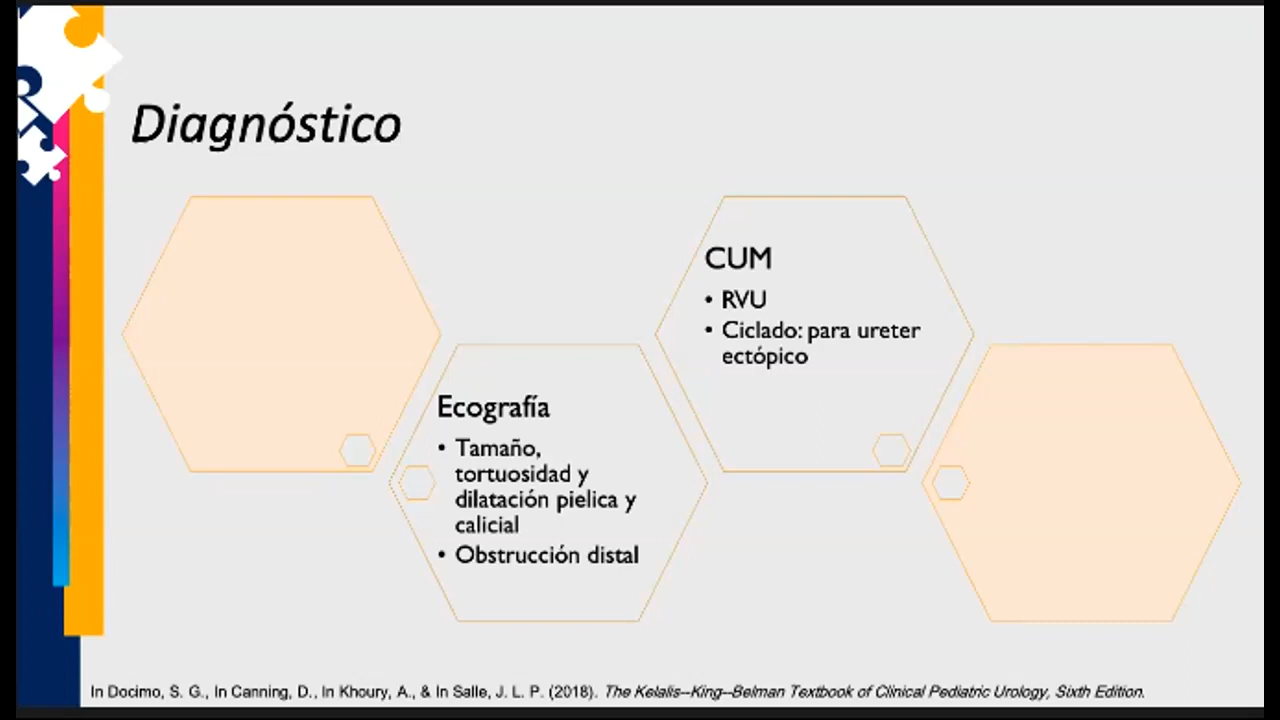 Diagnóstico
Ecografía
• Tamaño,
tortuosidad y
dilatación pielica y
calicial
• Obstrucción distal
CUM
• RVU
• Ciclado: para ureter
ectópico
In Docimo, S. G., In Canning, D., In Khoury, A., & In Salle, J. L. P. (2018). The Kelalis--King--Belman Textbook of Clinical Pediatric Urology, Sixth Edition.